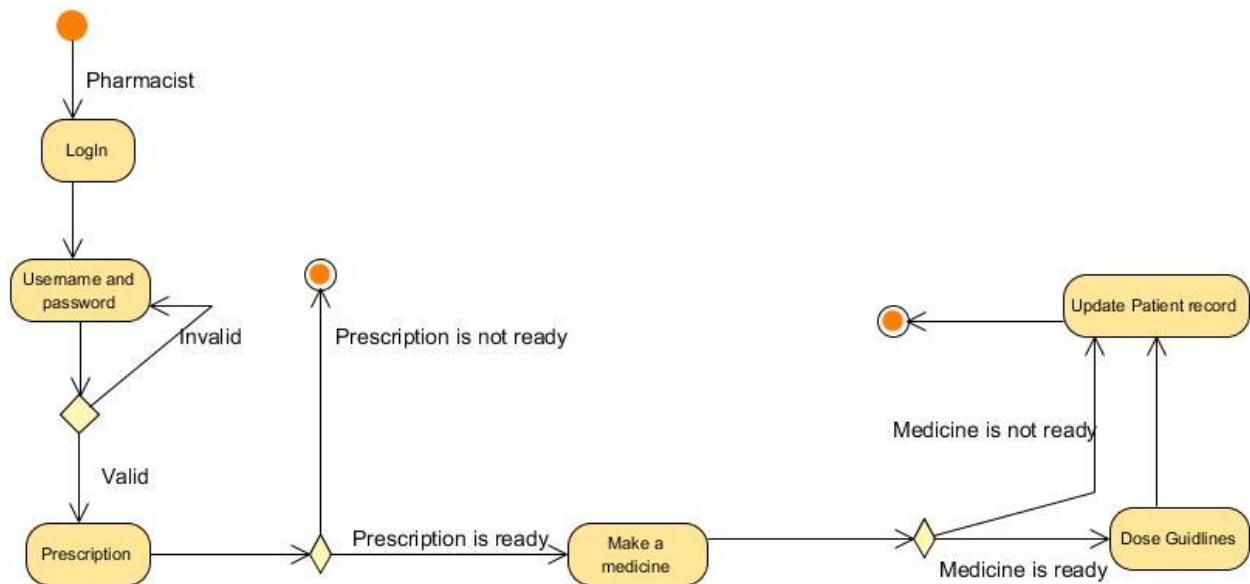 Pharmacist
LogIn
Username and
password
Invalid
Valid
Prescription
Prescription is not ready
Prescription is ready
Make a
medicine
Medicine is not ready
Medicine is ready
Dose Guidlines
Update Patient record